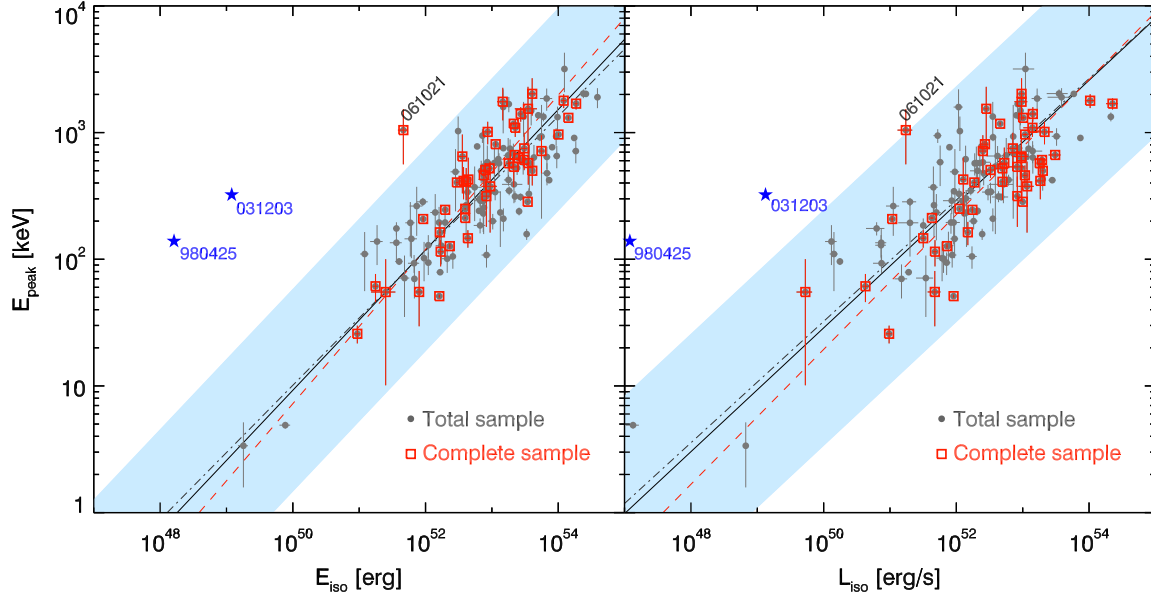 10^4
10^3
10^2
10
1
E_peak [keV]
061021
031203
980425
Total sample
Complete sample
10^48
10^50
10^52
10^54
E_iso [erg]
061021
031203
980425
Total sample
Complete sample
10^50
10^52
10^54
L_iso [erg/s]